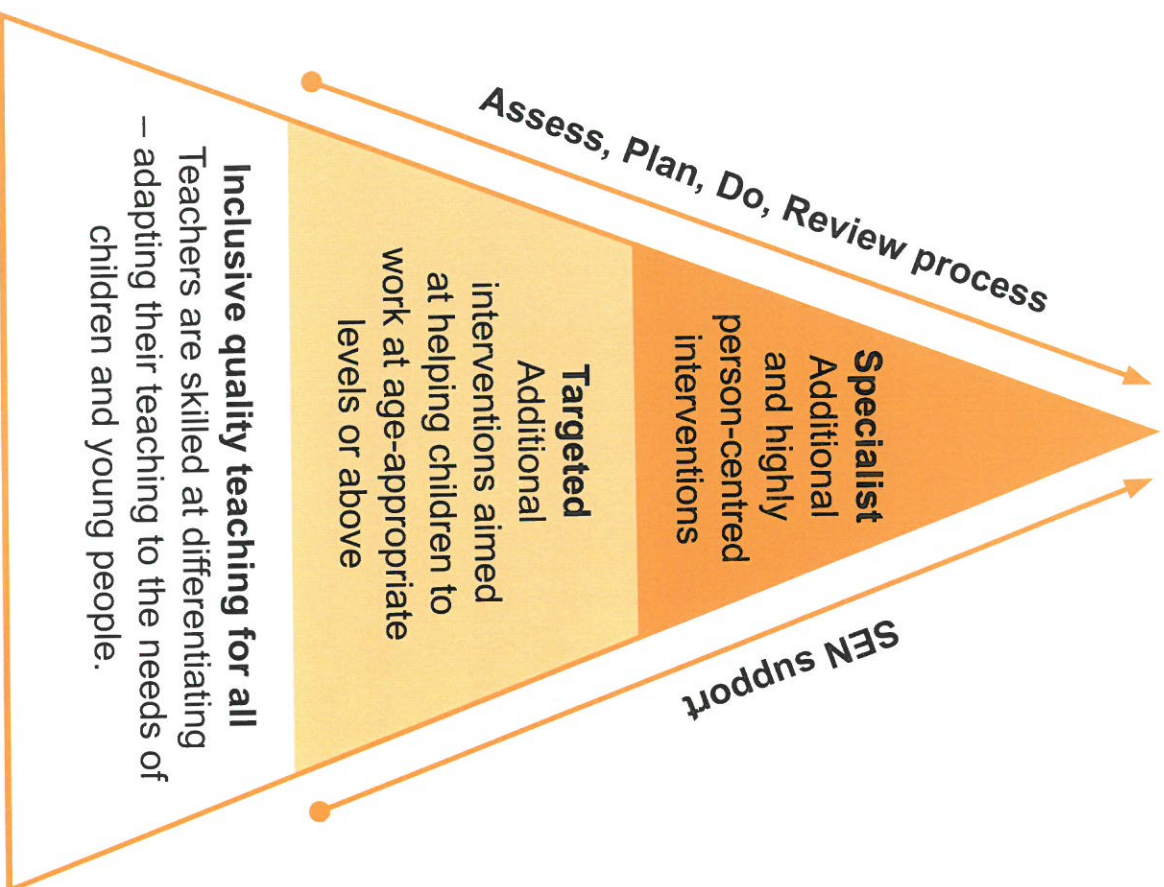 Assess, Plan, Do, Review process
SEN support
Specialist
Additional
and highly
person-centred
interventions
Targeted
Additional
interventions aimed
at helping children to
work at age-appropriate
levels or above
Inclusive quality teaching for all
Teachers are skilled at differentiating
– adapting their teaching to the needs of
children and young people.